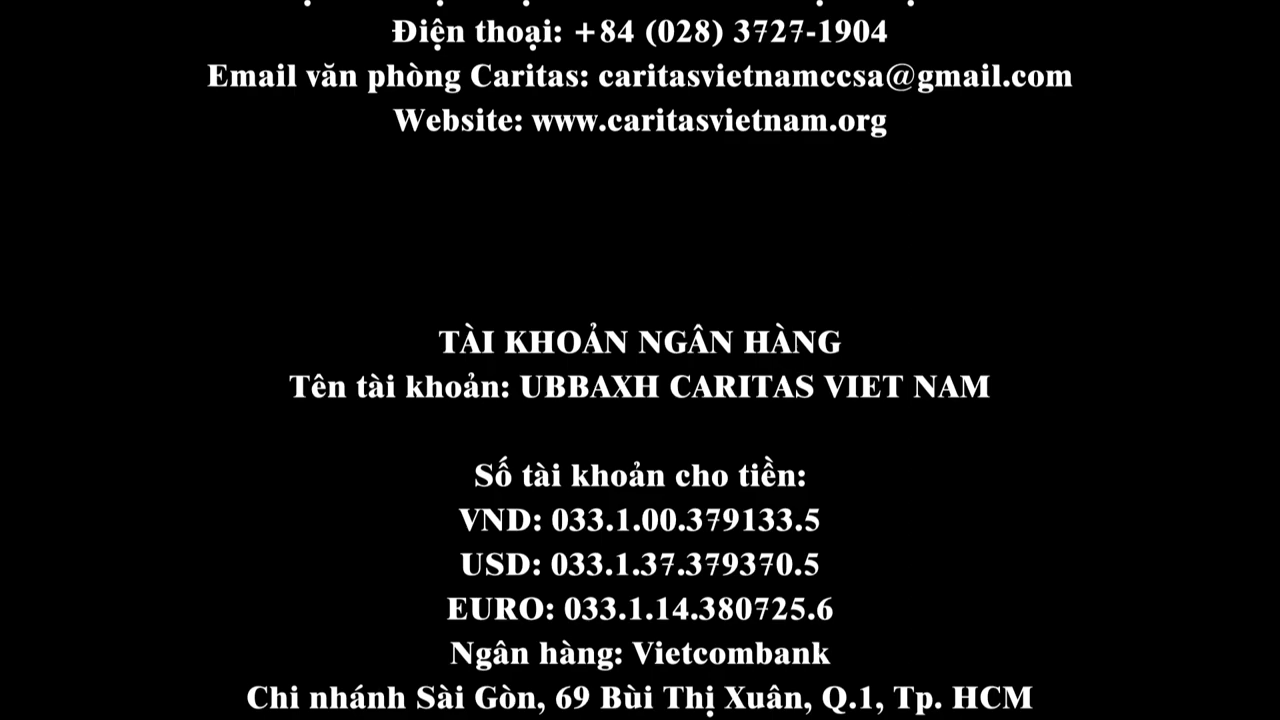 Điện thoại: +84 (028) 3727-1904
Email văn phòng Caritas: caritasvietnamccsa@gmail.com
Website: www.caritasvietnam.org
TÀI KHOẢN NGÂN HÀNG
Tên tài khoản: UBBAXH CARITAS VIET NAM
Số tài khoản cho tiền:
VND: 033.1.00.379133.5
USD: 033.1.37.379370.5
EURO: 033.1.14.380725.6
Ngân hàng: Vietcombank
Chi nhánh Sài Gòn, 69 Bùi Thị Xuân, Q.1, Tp. HCM